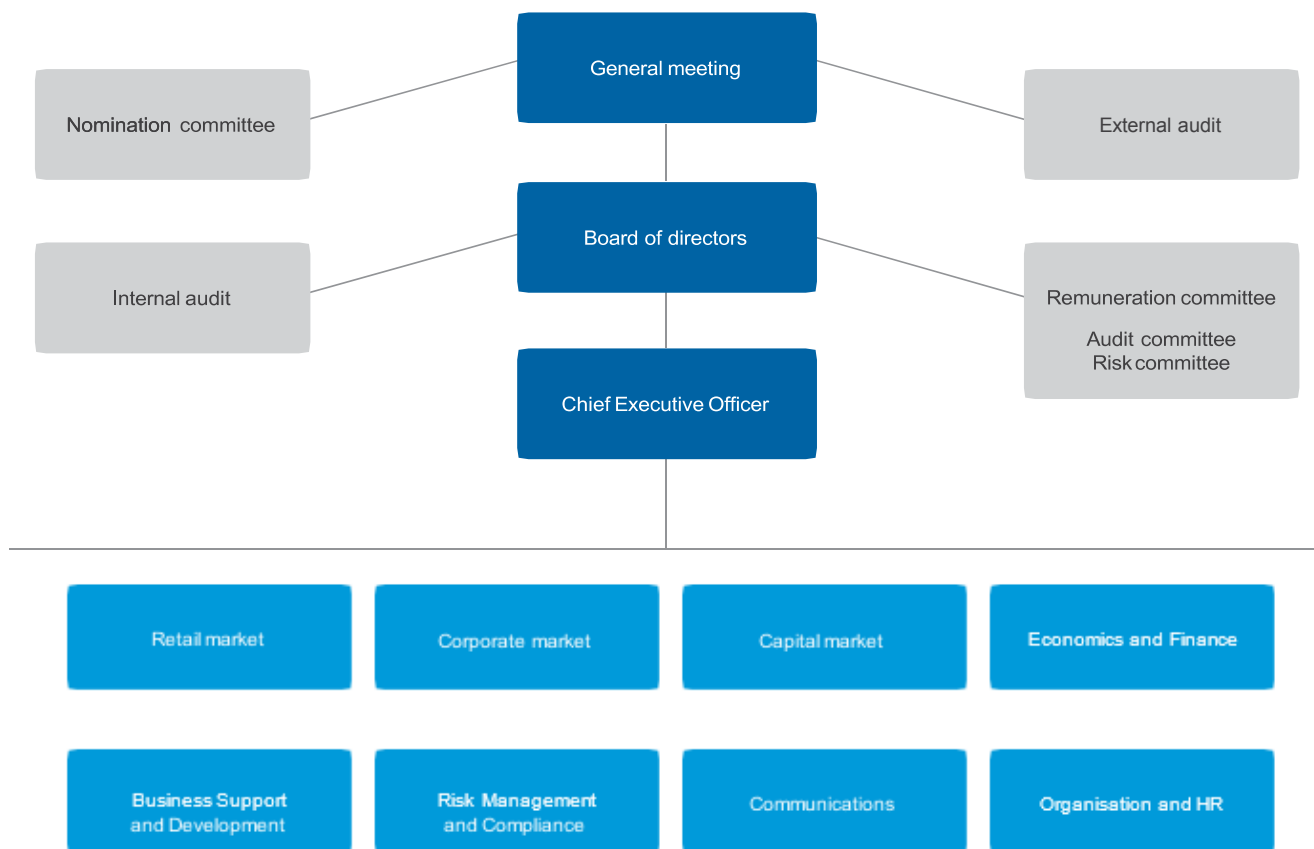 General meeting
Nomination committee
External audit
Board of directors
Internal audit
Remuneration committee
Audit committee
Risk committee
Chief Executive Officer
Retail market
Corporate market
Capital market
Economics and Finance
Business Support
and Development
Risk Management
and Compliance
Communications
Organisation and HR